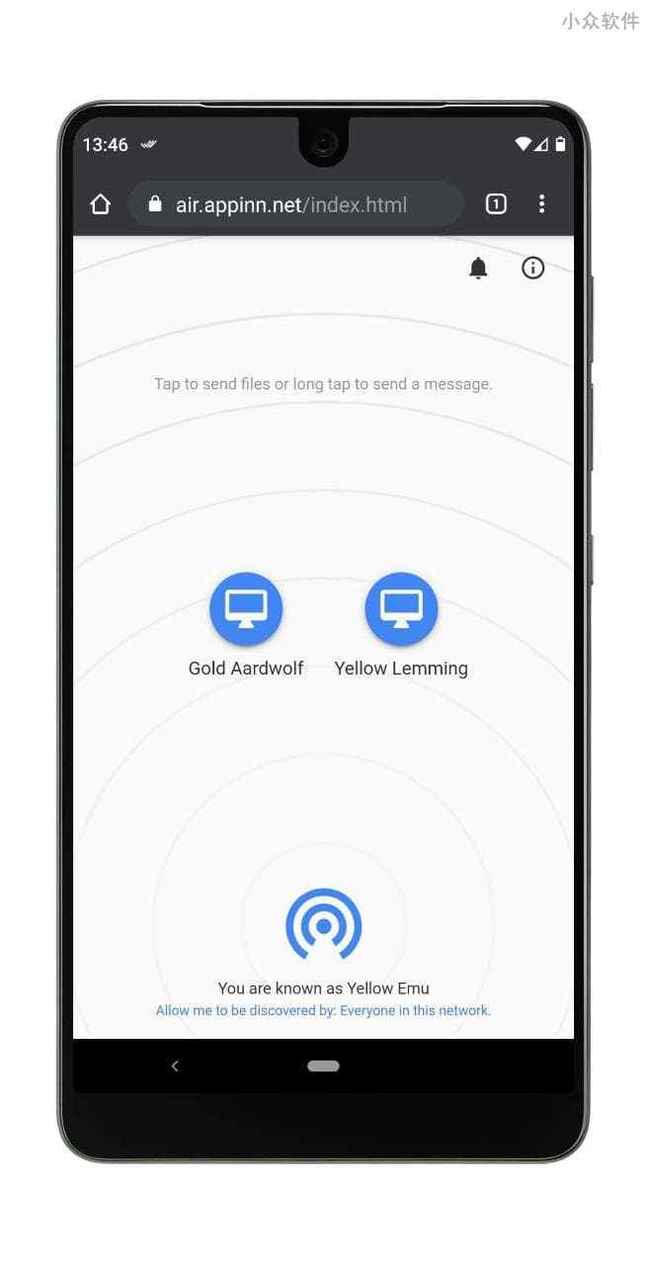 小众软件
13:46
air.appinn.net/index.html
1
Tap to send files or long tap to send a message.
Gold Aardwolf
Yellow Lemming
You are known as Yellow Emu
Allow me to be discovered by: Everyone in this network.